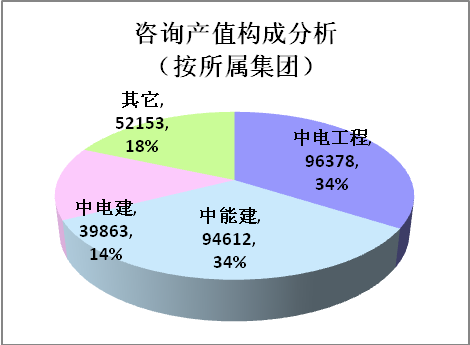 咨询产值构成分析
（按所属集团）
其它,
52153,
18%
中电工程,
96378,
34%
中电建,
39863,
14%
中能建,
94612,
34%